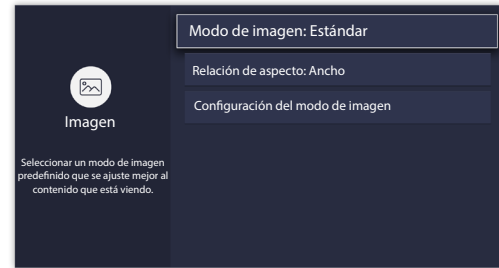 Imagen
Seleccionar un modo de imagen
predefinido que se ajuste mejor al
contenido que está viendo.
Modo de imagen: Estándar
Relación de aspecto: Ancho
Configuración del modo de imagen